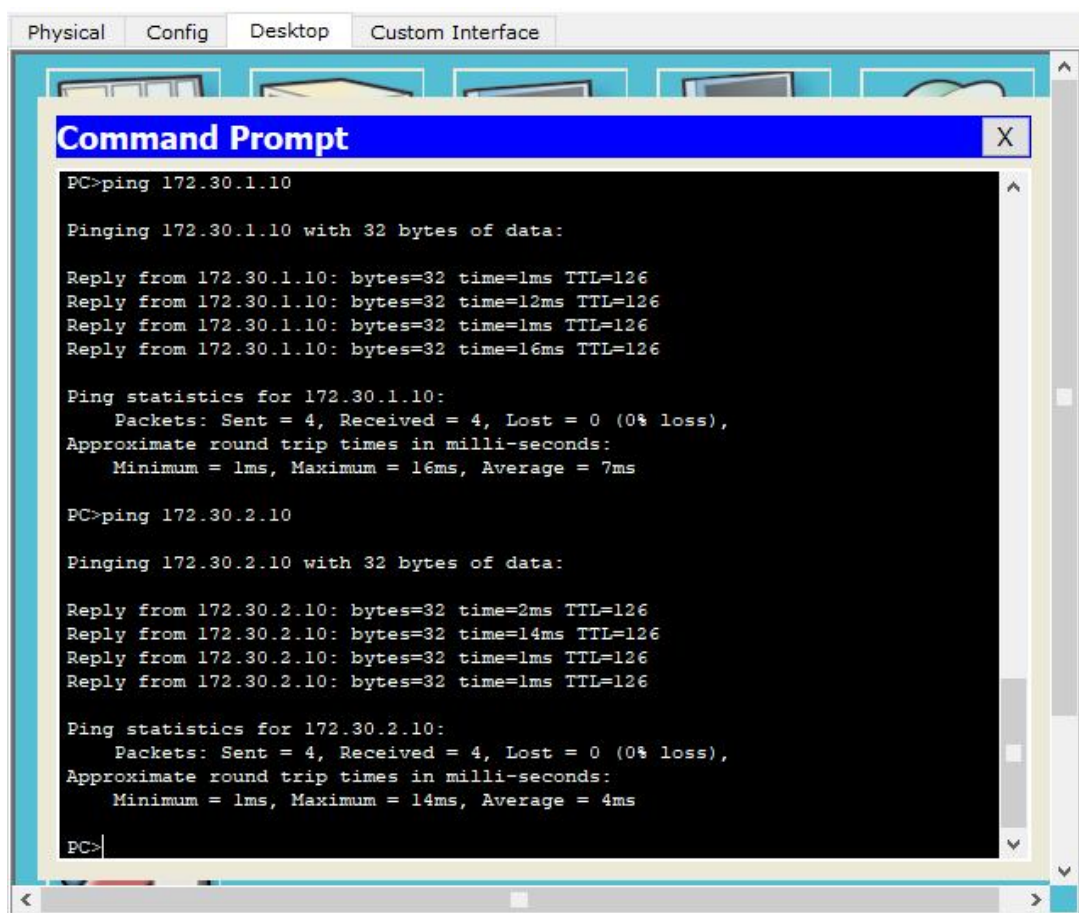 Physical Config Desktop Custom Interface
Command Prompt X
PC>ping 172.30.1.10
Pinging 172.30.1.10 with 32 bytes of data:
Reply from 172.30.1.10: bytes=32 time=1ms TTL=126
Reply from 172.30.1.10: bytes=32 time=12ms TTL=126
Reply from 172.30.1.10: bytes=32 time=1ms TTL=126
Reply from 172.30.1.10: bytes=32 time=16ms TTL=126
Ping statistics for 172.30.1.10:
Packets: Sent = 4, Received = 4, Lost = 0 (0% loss),
Approximate round trip times in milli-seconds:
Minimum = 1ms, Maximum = 16ms, Average = 7ms
PC>ping 172.30.2.10
Pinging 172.30.2.10 with 32 bytes of data:
Reply from 172.30.2.10: bytes=32 time=2ms TTL=126
Reply from 172.30.2.10: bytes=32 time=14ms TTL=126
Reply from 172.30.2.10: bytes=32 time=1ms TTL=126
Reply from 172.30.2.10: bytes=32 time=1ms TTL=126
Ping statistics for 172.30.2.10:
Packets: Sent = 4, Received = 4, Lost = 0 (0% loss),
Approximate round trip times in milli-seconds:
Minimum = 1ms, Maximum = 14ms, Average = 4ms
PC>